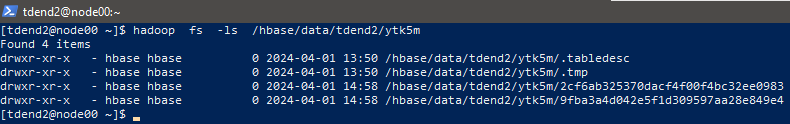 tdend2@node00:~
[tdend2@node00 ~]$ hadoop  fs  -ls  /hbase/data/tdend2/ytk5m
Found 4 items
drwxr-xr-x   - hbase hbase          0 2024-04-01 13:50 /hbase/data/tdend2/ytk5m/.tabledesc
drwxr-xr-x   - hbase hbase          0 2024-04-01 13:50 /hbase/data/tdend2/ytk5m/.tmp
drwxr-xr-x   - hbase hbase          0 2024-04-01 14:58 /hbase/data/tdend2/ytk5m/2cf6ab325370dacf4f00f4bc32ee0983
drwxr-xr-x   - hbase hbase          0 2024-04-01 14:58 /hbase/data/tdend2/ytk5m/9fba3a4d042e5f1d309597aa28e849e4
[tdend2@node00 ~]$